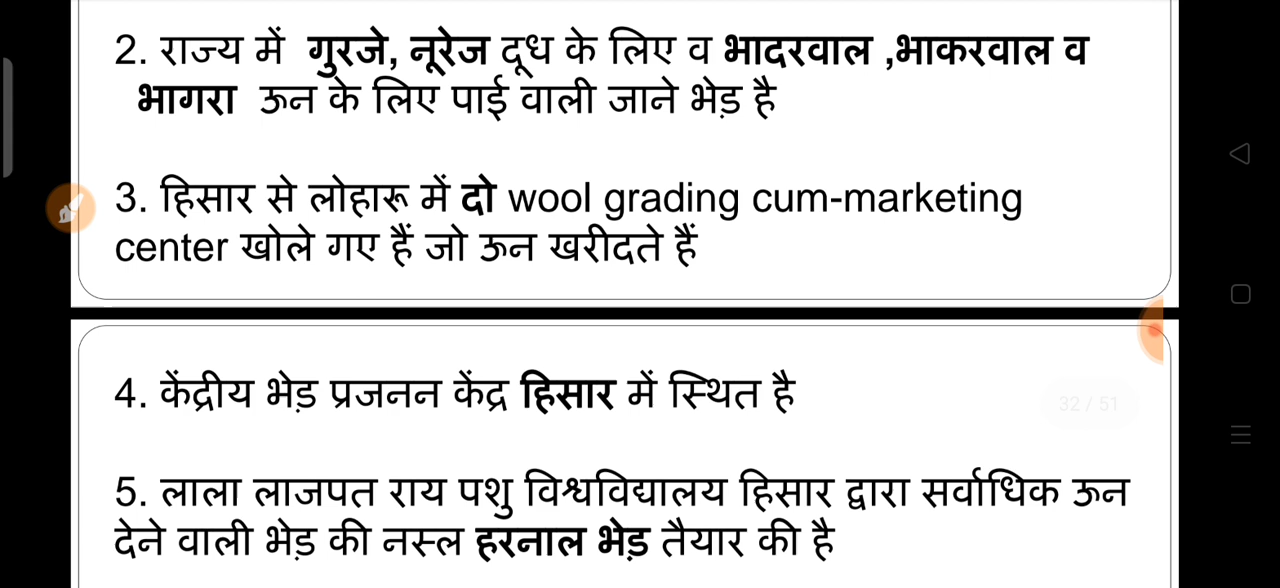 2. राज्य में गुरजे, नूरेज दूध के लिए व भादरवाल ,भाकरवाल व
भागरा ऊन के लिए पाई वाली जाने भेड़ है
3. हिसार से लोहारू में दो wool grading cum-marketing
center खोले गए हैं जो ऊन खरीदते हैं
4. केंद्रीय भेड़ प्रजनन केंद्र हिसार में स्थित है
32 / 51
5. लाला लाजपत राय पशु विश्वविद्यालय हिसार द्वारा सर्वाधिक ऊन
देने वाली भेड़ की नस्ल हरनाल भेड़ तैयार की है